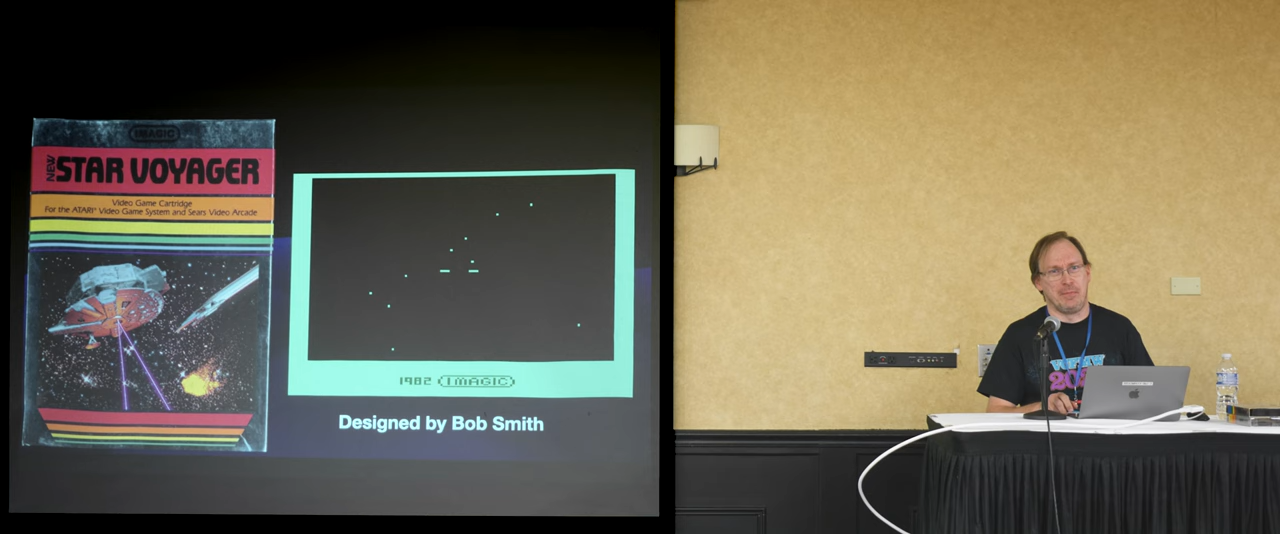 IMAGIC
NEW STAR VOYAGER
Video Game Cartridge
For the ATARI® Video Game System and Sears Video Arcade
1982 IMAGIC
Designed by Bob Smith